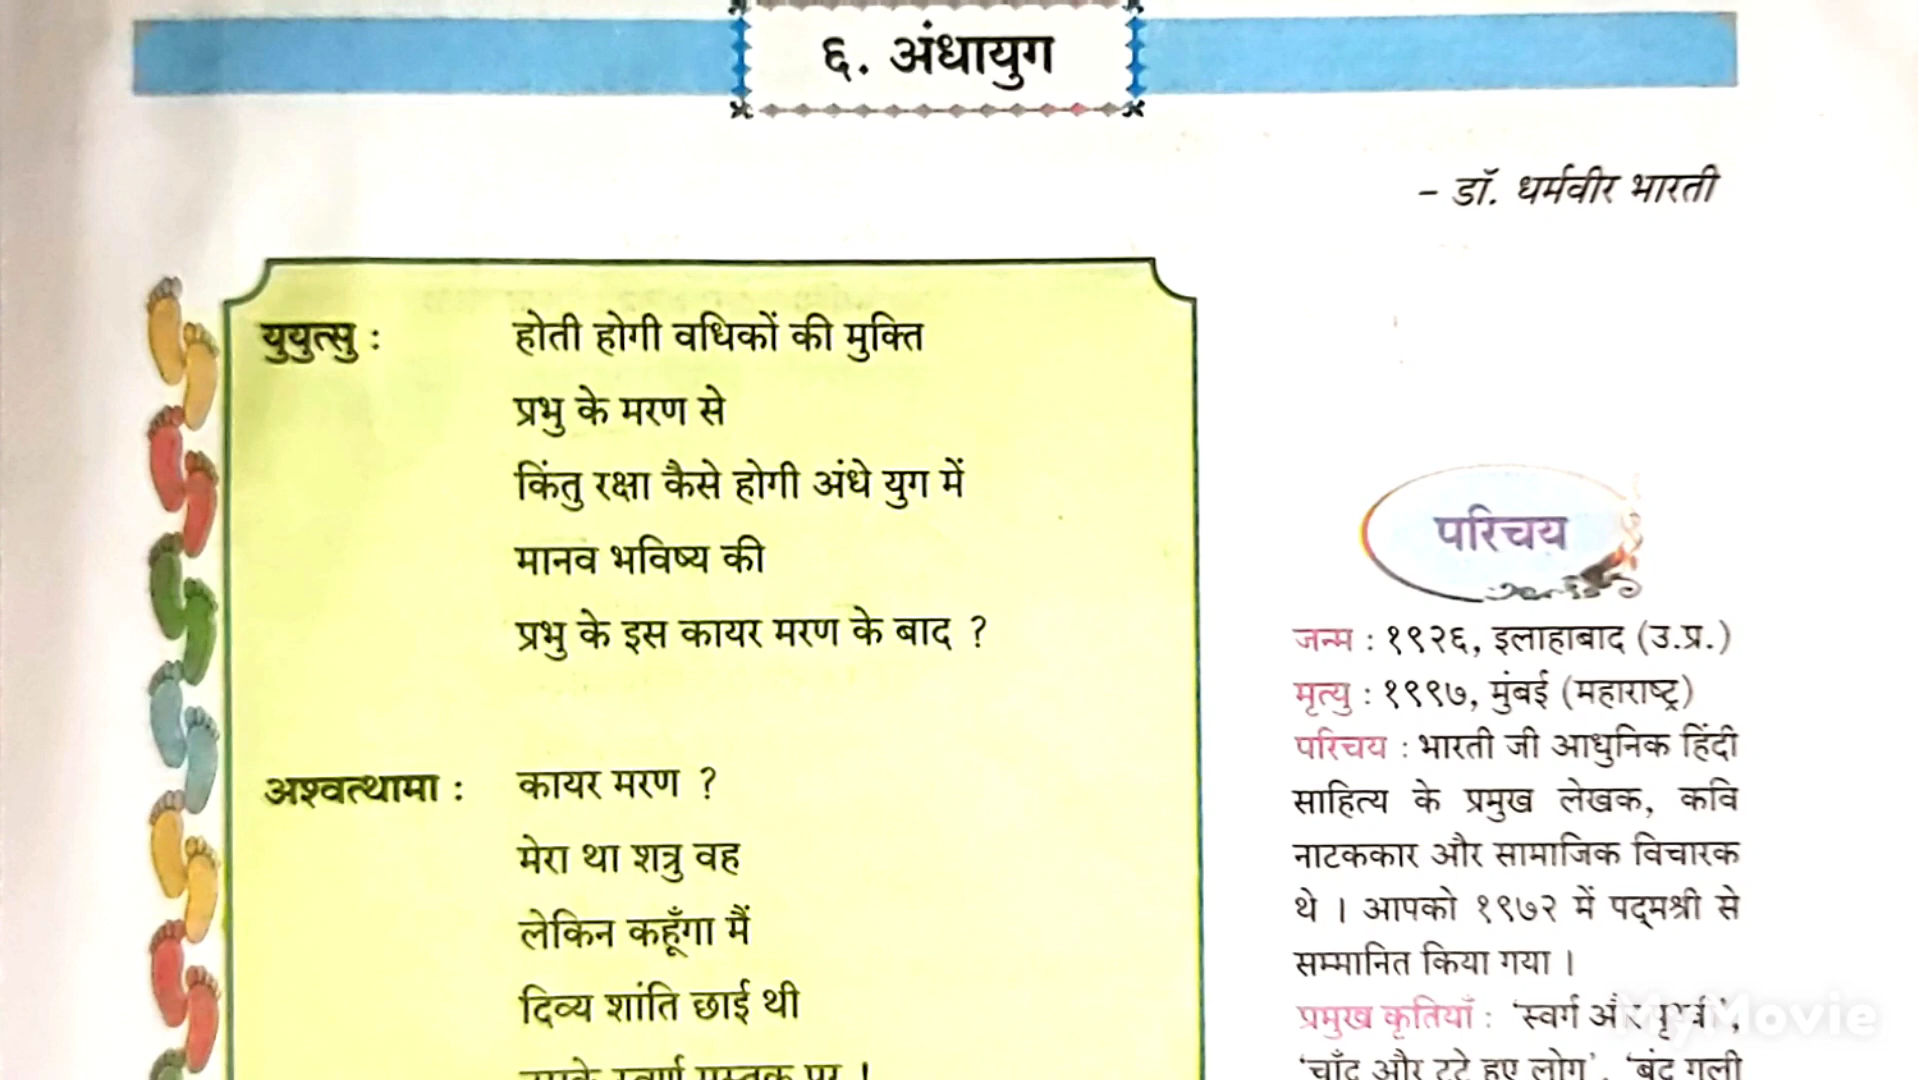 ६. अंधायुग
- डॉ. धर्मवीर भारती
युयुत्सु : होती होगी वधिकों की मुक्ति
प्रभु के मरण से
किंतु रक्षा कैसे होगी अंधे युग में
मानव भविष्य की
प्रभु के इस कायर मरण के बाद ?
अश्वत्थामा : कायर मरण ?
मेरा था शत्रु वह
लेकिन कहूँगा मैं
दिव्य शांति छाई थी
परिचय
जन्म : १९२६, इलाहाबाद (उ.प्र.)
मृत्यु : १९९७, मुंबई (महाराष्ट्र)
परिचय : भारती जी आधुनिक हिंदी
साहित्य के प्रमुख लेखक, कवि
नाटककार और सामाजिक विचारक
थे । आपको १९७२ में पद्मश्री से
सम्मानित किया गया ।
प्रमुख कृतियाँ : 'स्वर्ग और पृथ्वी',
'चाँद और टूटे हुए लोग', 'बंद गली
MyMovie